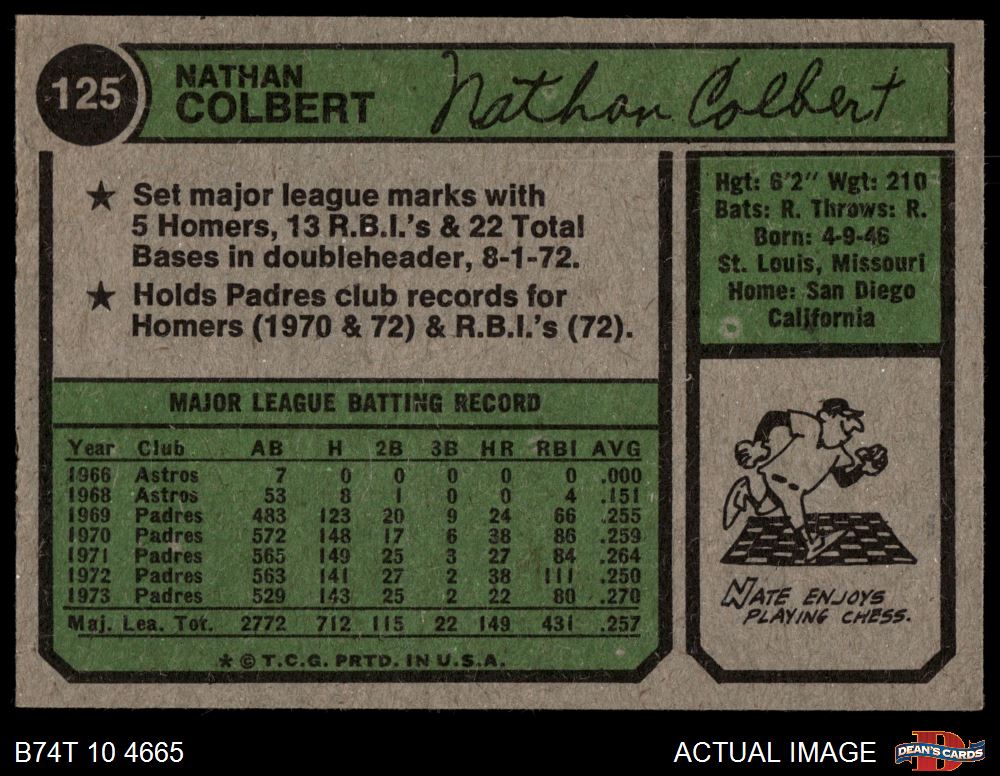 125
NATHAN
COLBERT
Nathan Colbert
★ Set major league marks with
5 Homers, 13 R.B.I.'s & 22 Total
Bases in doubleheader, 8-1-72.
★ Holds Padres club records for
Homers (1970 & 72) & R.B.I.'s (72).
Hgt: 6'2" Wgt: 210
Bats: R. Throws: R.
Born: 4-9-46
St. Louis, Missouri
Home: San Diego
California
MAJOR LEAGUE BATTING RECORD
Year Club AB H 2B 3B HR RBI AVG
1966 Astros 7 0 0 0 0 0 .000
1968 Astros 53 8 1 0 0 4 .151
1969 Padres 483 123 20 9 24 66 .255
1970 Padres 572 148 17 6 38 86 .259
1971 Padres 565 149 25 3 27 84 .264
1972 Padres 563 141 27 2 38 111 .250
1973 Padres 529 143 25 2 22 80 .270
Maj. Lea. Tot. 2772 712 115 22 149 431 .257
* © T.C.G. PRTD. IN U.S.A.
NATE ENJOYS
PLAYING CHESS.
B74T 10 4665
ACTUAL IMAGE
DEAN'S CARDS